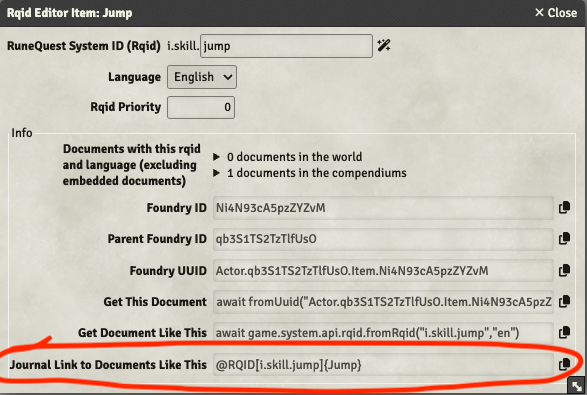 Rqid Editor Item: Jump
Close
RuneQuest System ID (Rqid) i.skill. jump
Language English
Rqid Priority 0
Info
Documents with this rqid
and language (excluding
embedded documents)
0 documents in the world
1 documents in the compendiums
Foundry ID Ni4N93cA5pzZYZvM
Parent Foundry ID qb3S1TS2TzTlfUsO
Foundry UUID Actor.qb3S1TS2TzTlfUsO.Item.Ni4N93cA5pzZYZvM
Get This Document await fromUuid("Actor.qb3S1TS2TzTlfUsO.Item.Ni4N93cA5pzZ
Get Document Like This await game.system.api.rqid.fromRqid("i.skill.jump","en")
Journal Link to Documents Like This @RQID[i.skill.jump]{Jump}